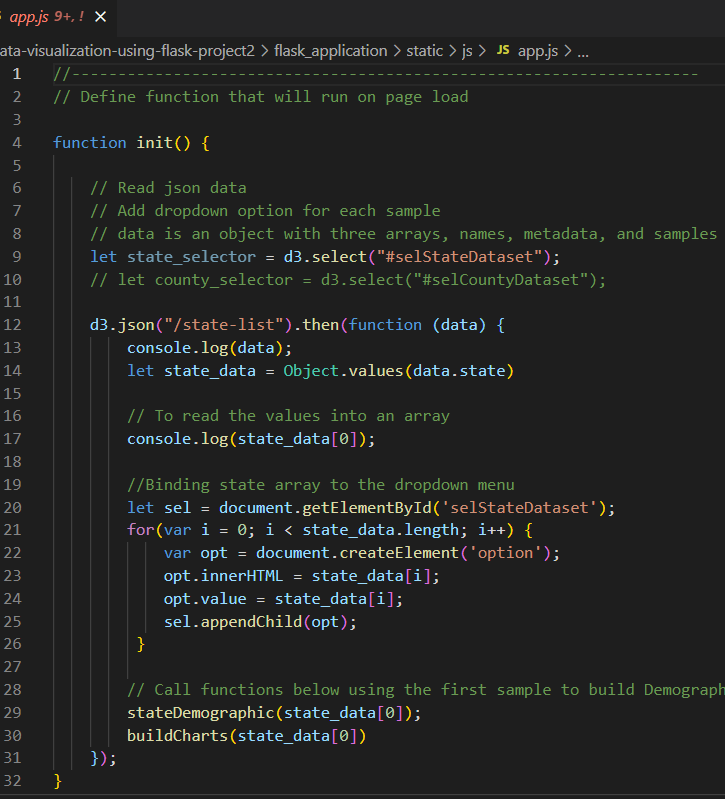 app.js 9+, ! ×
ata-visualization-using-flask-project2 > flask_application > static > js > JS app.js > ...
1 //--------------------------------------------------------------------
2 // Define function that will run on page load
3
4 function init() {
5
6 // Read json data
7 // Add dropdown option for each sample
8 // data is an object with three arrays, names, metadata, and samples
9 let state_selector = d3.select("#selStateDataset");
10 // let county_selector = d3.select("#selCountyDataset");
11
12 d3.json("/state-list").then(function (data) {
13 console.log(data);
14 let state_data = Object.values(data.state)
15
16 // To read the values into an array
17 console.log(state_data[0]);
18
19 //Binding state array to the dropdown menu
20 let sel = document.getElementById('selStateDataset');
21 for(var i = 0; i < state_data.length; i++) {
22 var opt = document.createElement('option');
23 opt.innerHTML = state_data[i];
24 opt.value = state_data[i];
25 sel.appendChild(opt);
26 }
27
28 // Call functions below using the first sample to build Demograph
29 stateDemographic(state_data[0]);
30 buildCharts(state_data[0])
31 });
32 }